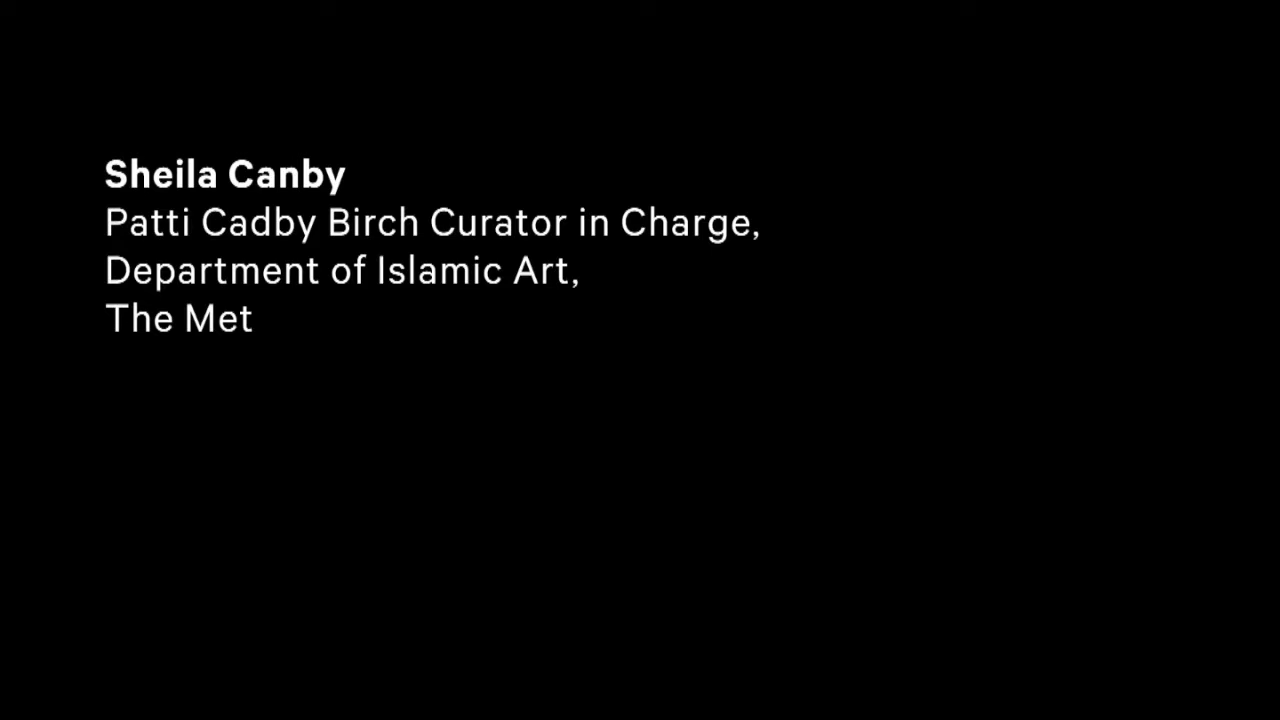 Sheila Canby
Patti Cadby Birch Curator in Charge,
Department of Islamic Art,
The Met